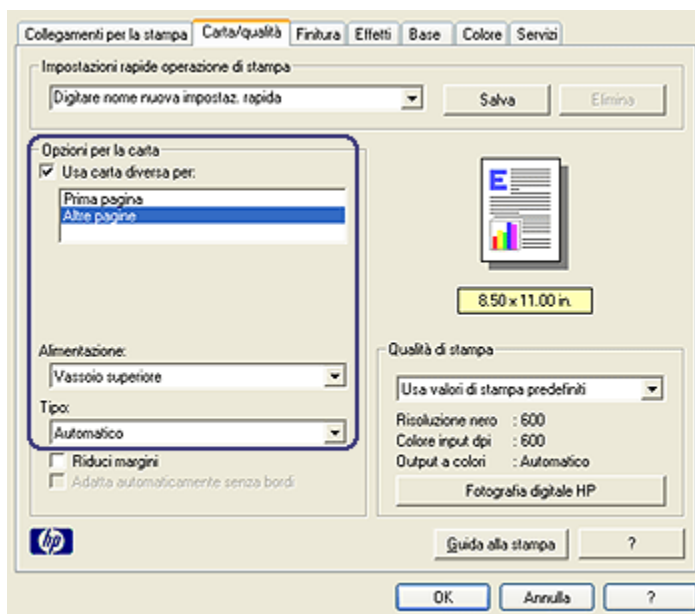 Collegamenti per la stampa Carta/qualità Finitura Effetti Base Colore Servizi
Impostazioni rapide operazione di stampa
Digitare nome nuova impostaz. rapida Salva Elimina
Opzioni per la carta
Usa carta diversa per:
Prima pagina
Altre pagine
E
8.50 x 11.00 in.
Alimentazione:
Vassoio superiore
Tipo:
Automatico
Riduci margini
Adatta automaticamente senza bordi
Qualità di stampa
Usa valori di stampa predefiniti
Risoluzione nero : 600
Colore input dpi : 600
Output a colori : Automatico
Fotografia digitale HP
hp Guida alla stampa ?
OK Annulla ?